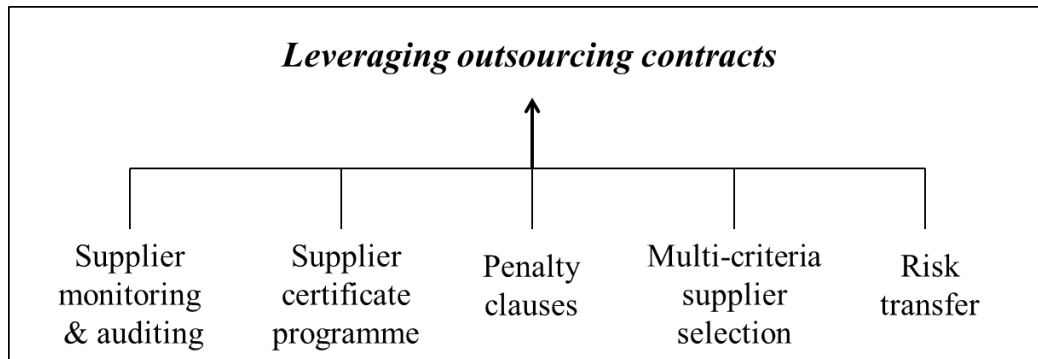 Leveraging outsourcing contracts
Supplier
monitoring
& auditing
Supplier
certificate
programme
Penalty
clauses
Multi-criteria
supplier
selection
Risk
transfer